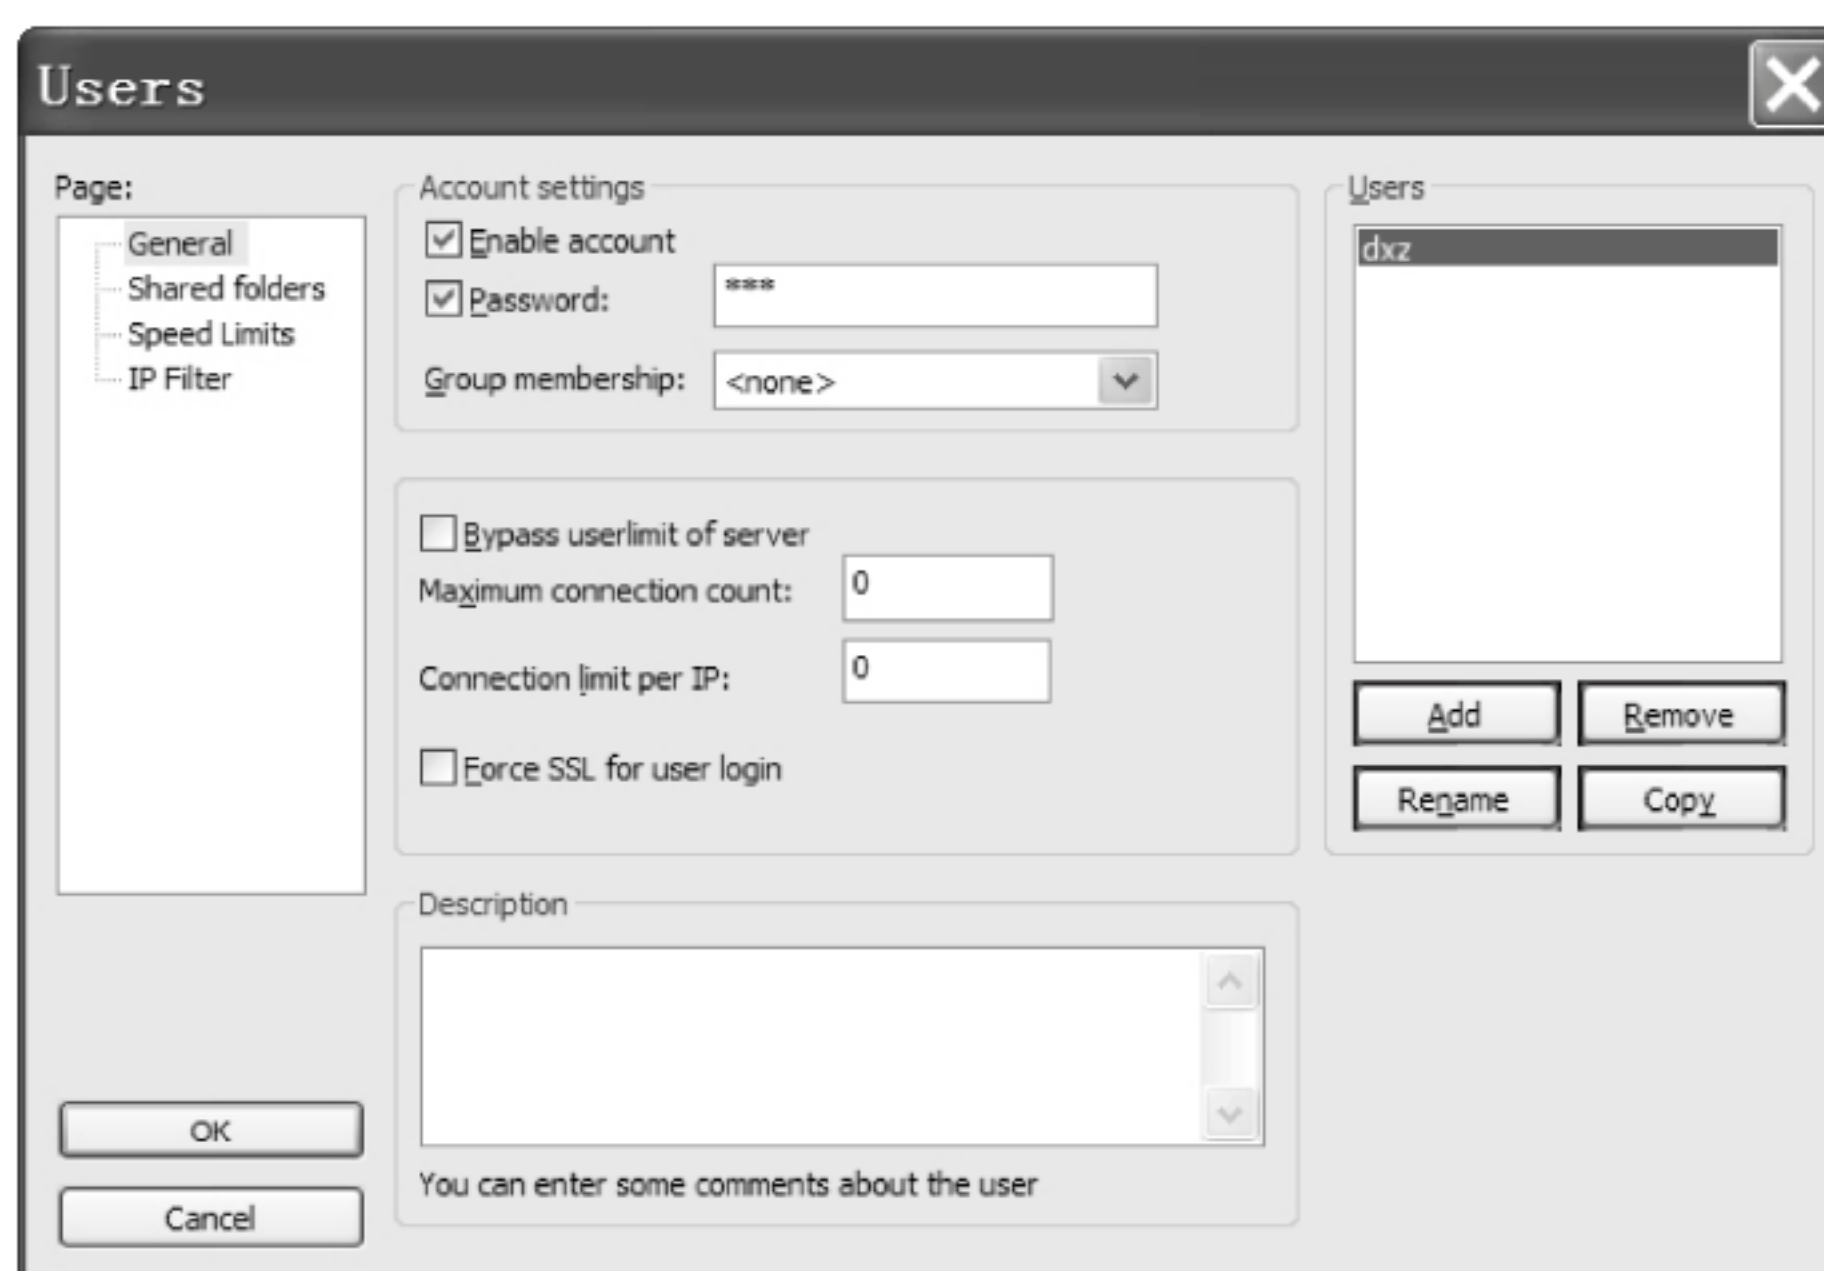 Users
Page:
General
Shared folders
Speed Limits
IP Filter
OK
Cancel
Account settings
Enable account
Password: ***
Group membership: <none>
Bypass userlimit of server
Maximum connection count: 0
Connection limit per IP: 0
Force SSL for user login
Description
You can enter some comments about the user
Users
dxz
Add Remove
Rename Copy